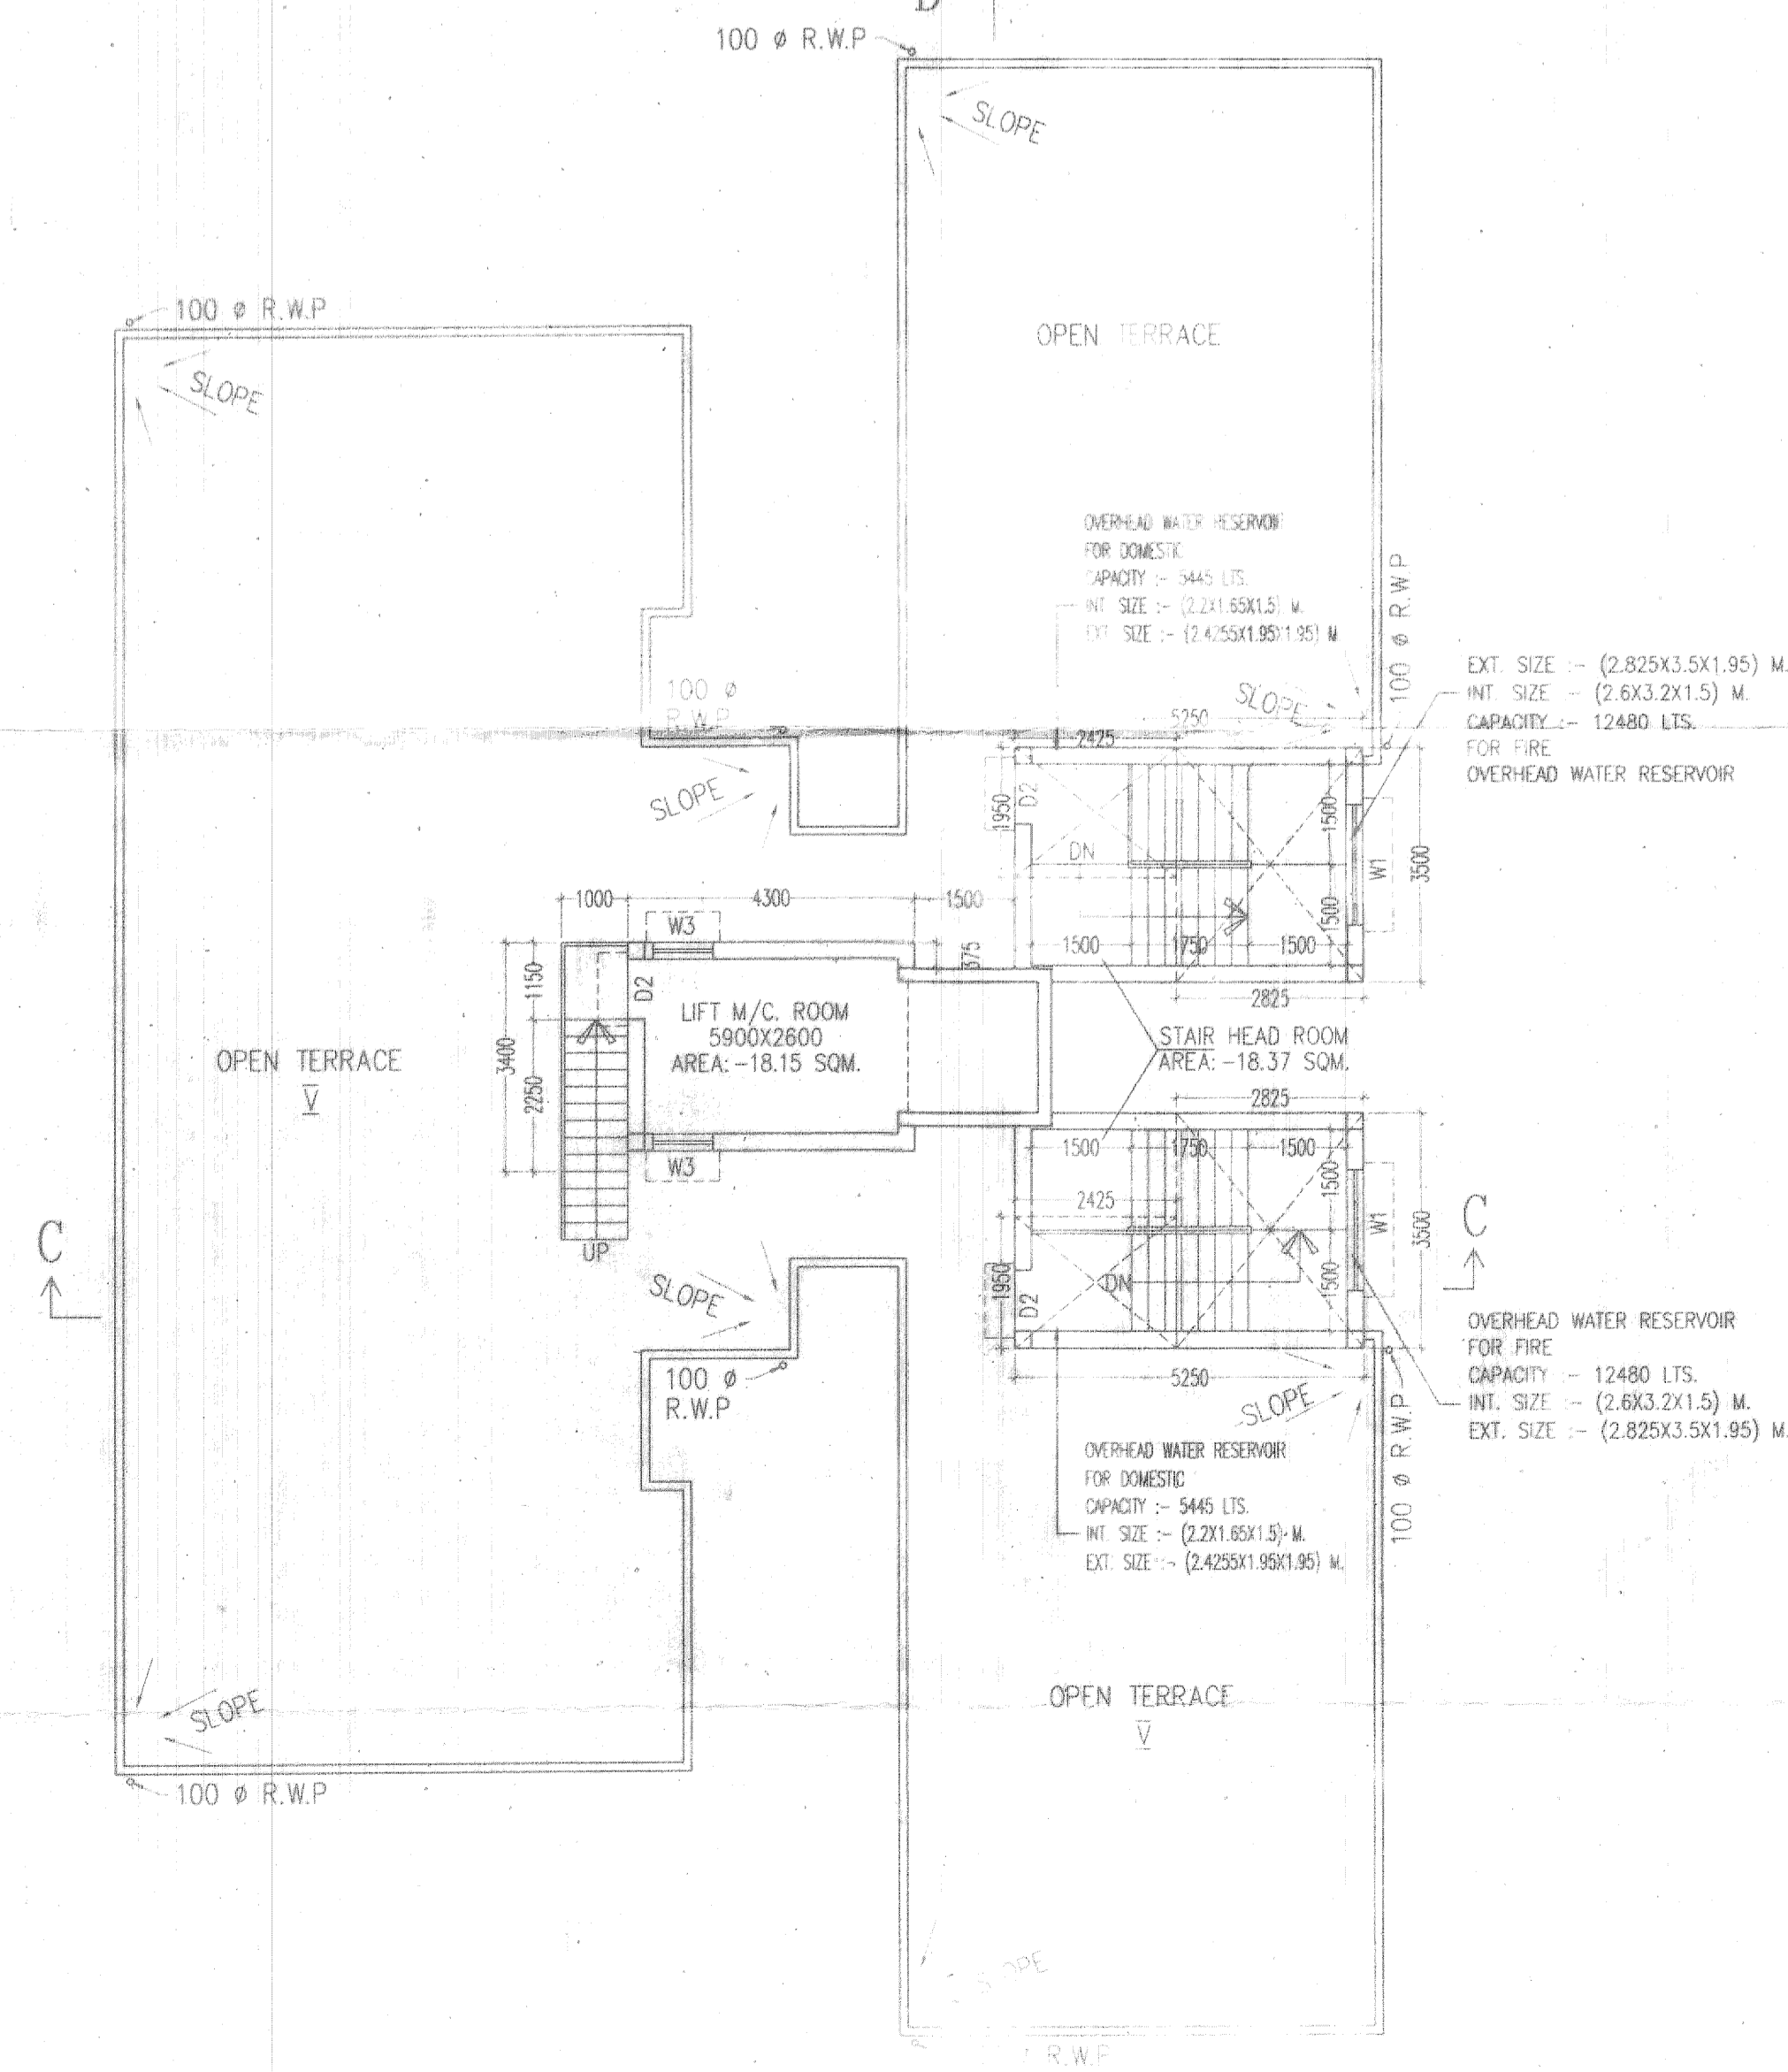 D
100 ø R.W.P
SLOPE
100 ø R.W.P
SLOPE
OPEN TERRACE
OVERHEAD WATER RESERVOIR
FOR DOMESTIC
CAPACITY :- 5445 LTS.
INT SIZE :- (2.2X1.65X1.5) M.
EXT SIZE :- (2.4255X1.95X1.95) M
100 ø R.W.P
EXT. SIZE :- (2.825X3.5X1.95) M.
INT. SIZE :- (2.6X3.2X1.5) M.
CAPACITY :- 12480 LTS.
FOR FIRE
OVERHEAD WATER RESERVOIR
100 ø
R.W.P
SLOPE
SLOPE
5250
2425
1950
D2
DN
1500
1500
W1
3500
1500
1750
1500
2825
1000
4300
1500
375
W3
1150
3400
2250
D2
LIFT M/C. ROOM
5900X2600
AREA:-18.15 SQM.
W3
UP
OPEN TERRACE
V
STAIR HEAD ROOM
AREA:-18.37 SQM.
2825
1500
1750
1500
2425
1950
D2
DN
1500
1500
W1
3500
5250
C
C
SLOPE
100 ø
R.W.P
SLOPE
100 ø R.W.P
OVERHEAD WATER RESERVOIR
FOR FIRE
CAPACITY :- 12480 LTS.
INT. SIZE :- (2.6X3.2X1.5) M.
EXT. SIZE :- (2.825X3.5X1.95) M.
OVERHEAD WATER RESERVOIR
FOR DOMESTIC
CAPACITY :- 5445 LTS.
INT. SIZE :- (2.2X1.65X1.5) M.
EXT. SIZE :- (2.4255X1.95X1.95) M.
OPEN TERRACE
V
SLOPE
100 ø R.W.P
SLOPE
R.W.P